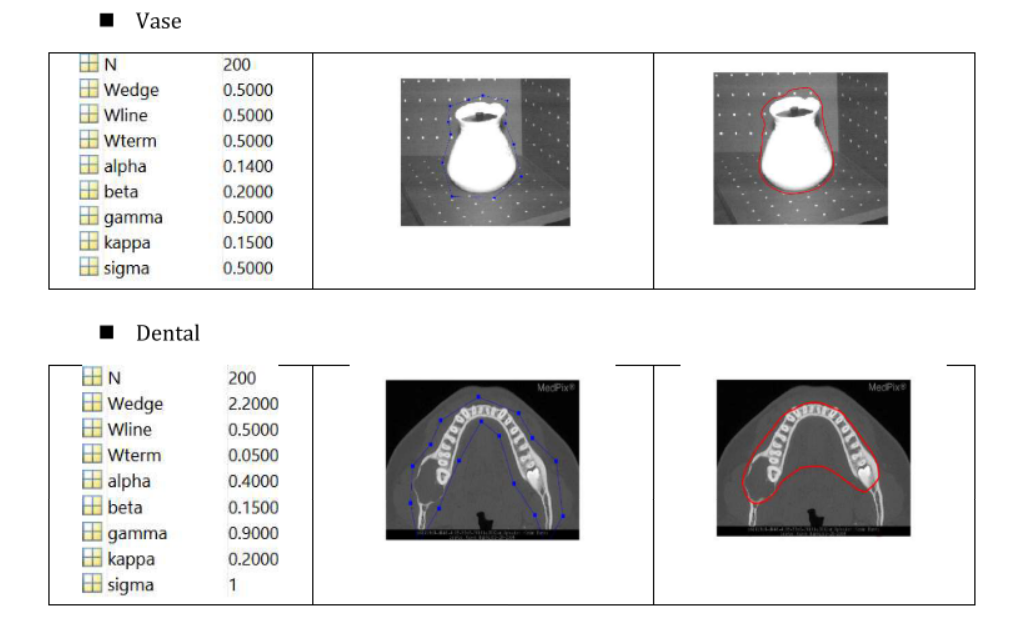 ■ Vase
N 200
Wedge 0.5000
Wline 0.5000
Wterm 0.5000
alpha 0.1400
beta 0.2000
gamma 0.5000
kappa 0.1500
sigma 0.5000
■ Dental
N 200
Wedge 2.2000
Wline 0.5000
Wterm 0.0500
alpha 0.4000
beta 0.1500
gamma 0.9000
kappa 0.2000
sigma 1
MedPix®
MedPix®